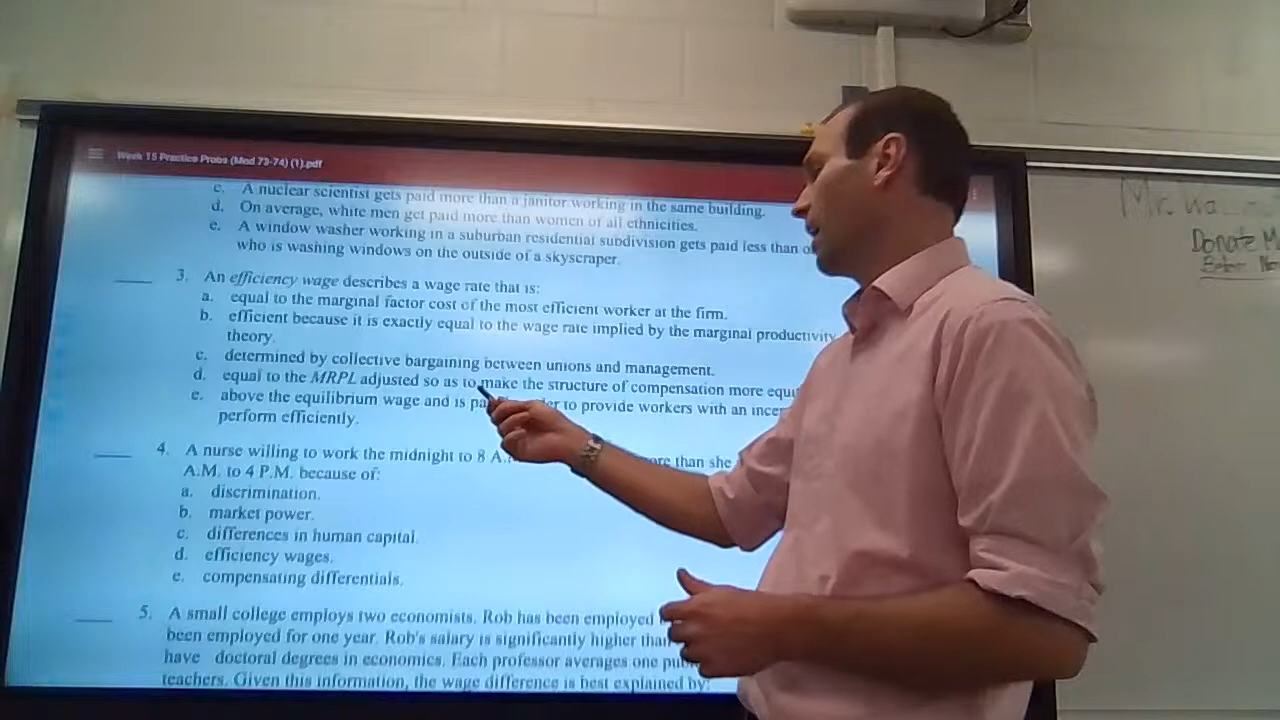 Week 15 Practice Probs (Mod 73-74) (1).pdf
c. A nuclear scientist gets paid more than a janitor working in the same building.
d. On average, white men get paid more than women of all ethnicities.
e. A window washer working in a suburban residential subdivision gets paid less than
who is washing windows on the outside of a skyscraper.
3. An efficiency wage describes a wage rate that is:
a. equal to the marginal factor cost of the most efficient worker at the firm.
b. efficient because it is exactly equal to the wage rate implied by the marginal productivity
theory.
c. determined by collective bargaining between unions and management.
d. equal to the MRPL adjusted so as to make the structure of compensation more
e. above the equilibrium wage and is to provide workers with an
perform efficiently.
4. A nurse willing to work the midnight to 8 than she
A.M. to 4 P.M. because of:
a. discrimination.
b. market power.
c. differences in human capital.
d. efficiency wages.
e. compensating differentials.
5. A small college employs two economists. Rob has been employed
been employed for one year. Rob's salary is significantly higher
have doctoral degrees in economics. Each professor averages one
teachers. Given this information, the wage difference is best explained by:
Mr.
Donate
Before